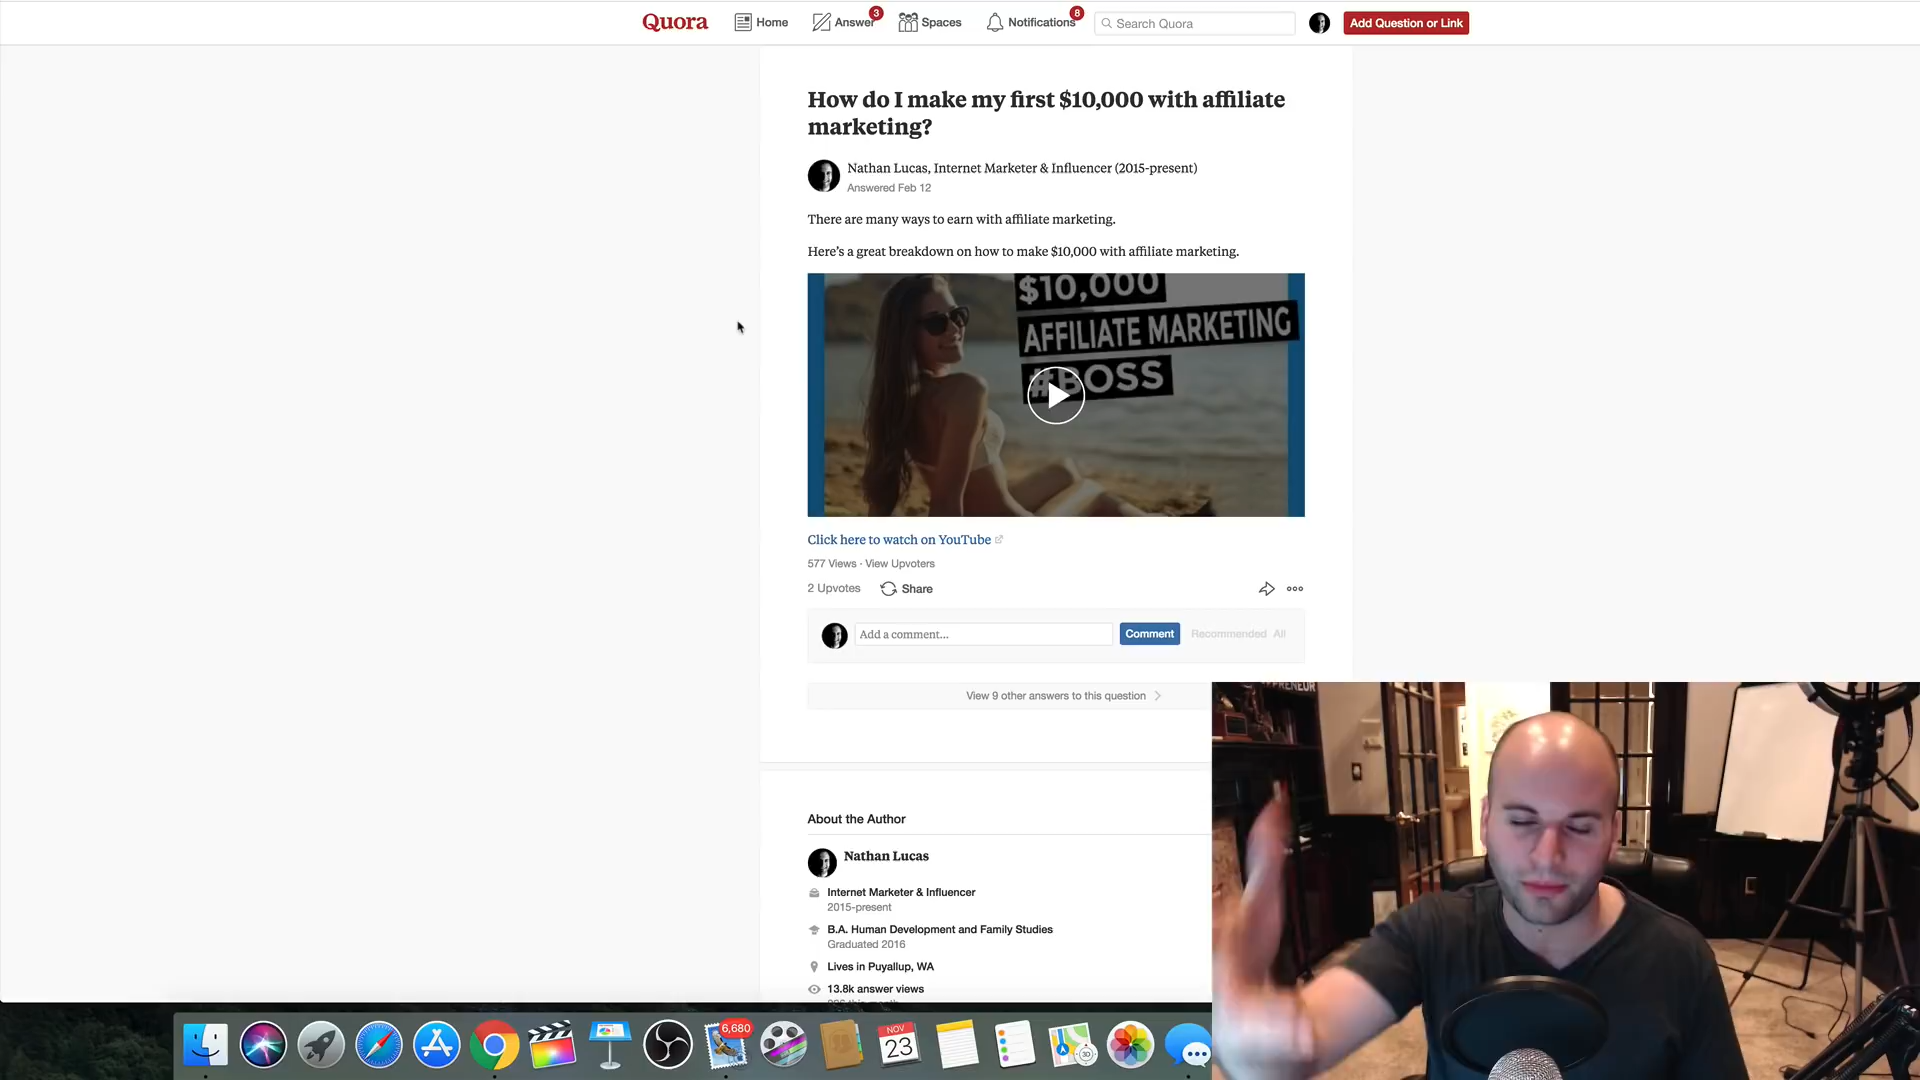 Quora
Home
Answer
3
Spaces
Notifications
8
Search Quora
Add Question or Link
How do I make my first $10,000 with affiliate
marketing?
Nathan Lucas, Internet Marketer & Influencer (2015-present)
Answered Feb 12
There are many ways to earn with affiliate marketing.
Here's a great breakdown on how to make $10,000 with affiliate marketing.
$10,000
AFFILIATE MARKETING
#BOSS
Click here to watch on YouTube
577 Views · View Upvoters
2 Upvotes
Share
Add a comment...
Comment
Recommended
All
View 9 other answers to this question
About the Author
Nathan Lucas
Internet Marketer & Influencer
2015-present
B.A. Human Development and Family Studies
Graduated 2016
Lives in Puyallup, WA
13.8k answer views
6,680
NOV
23
3D